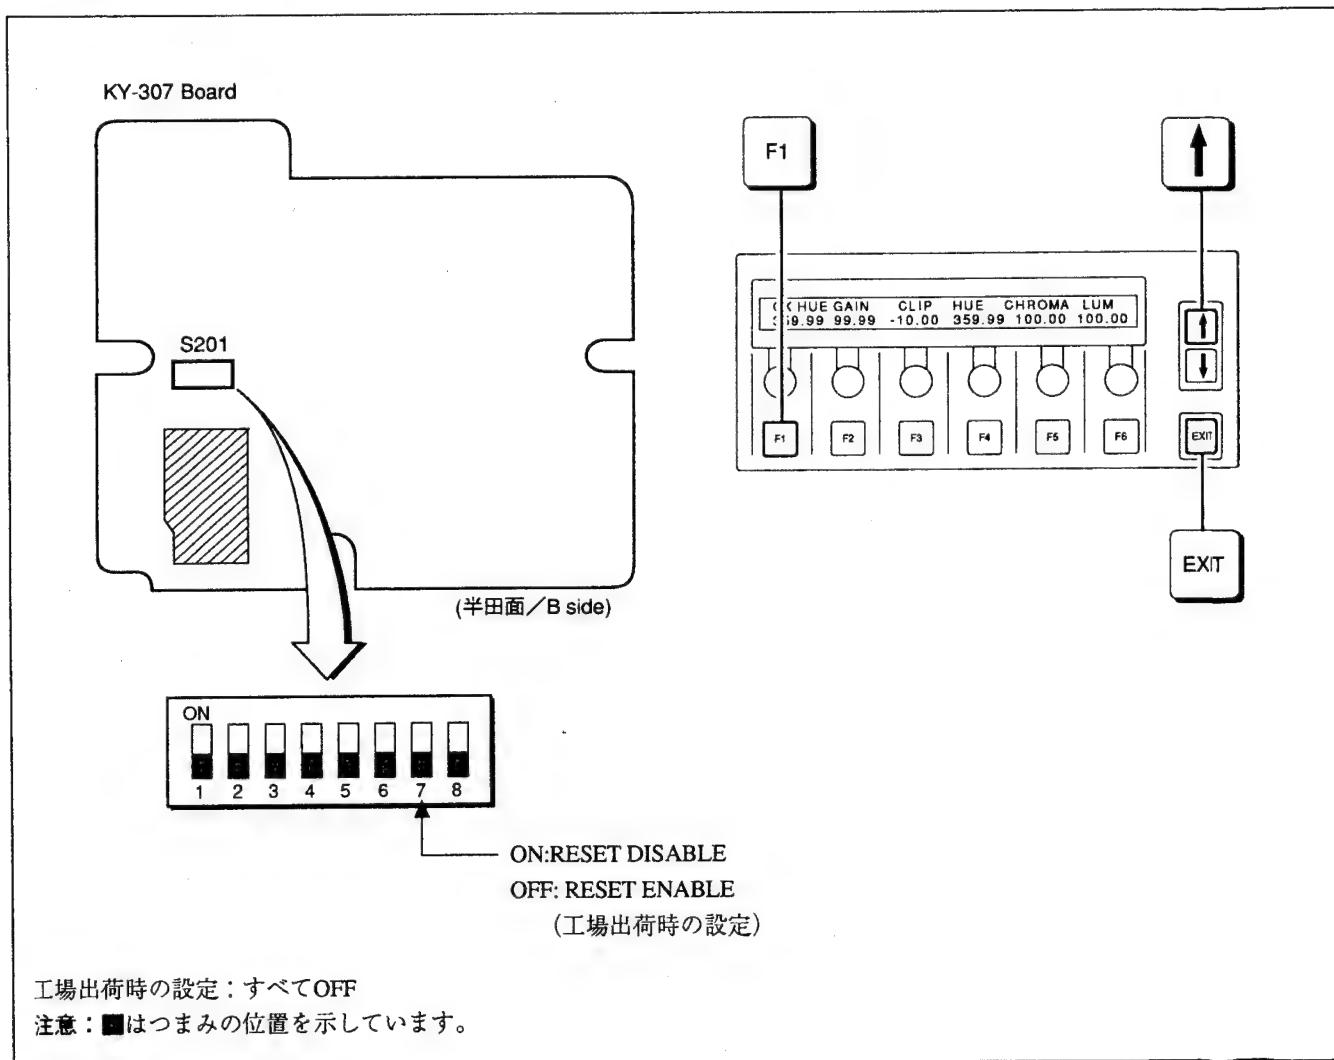 KY-307 Board
S201
(半田面／B side)
ON
1 2 3 4 5 6 7 8
ON:RESET DISABLE
OFF: RESET ENABLE
(工場出荷時の設定)
F1
HUE GAIN CLIP HUE CHROMA LUM
99.99 -10.00 359.99 100.00 100.00
F1 F2 F3 F4 F5 F6
EXIT
EXIT
工場出荷時の設定：すべてOFF
注意：■はつまみの位置を示しています。